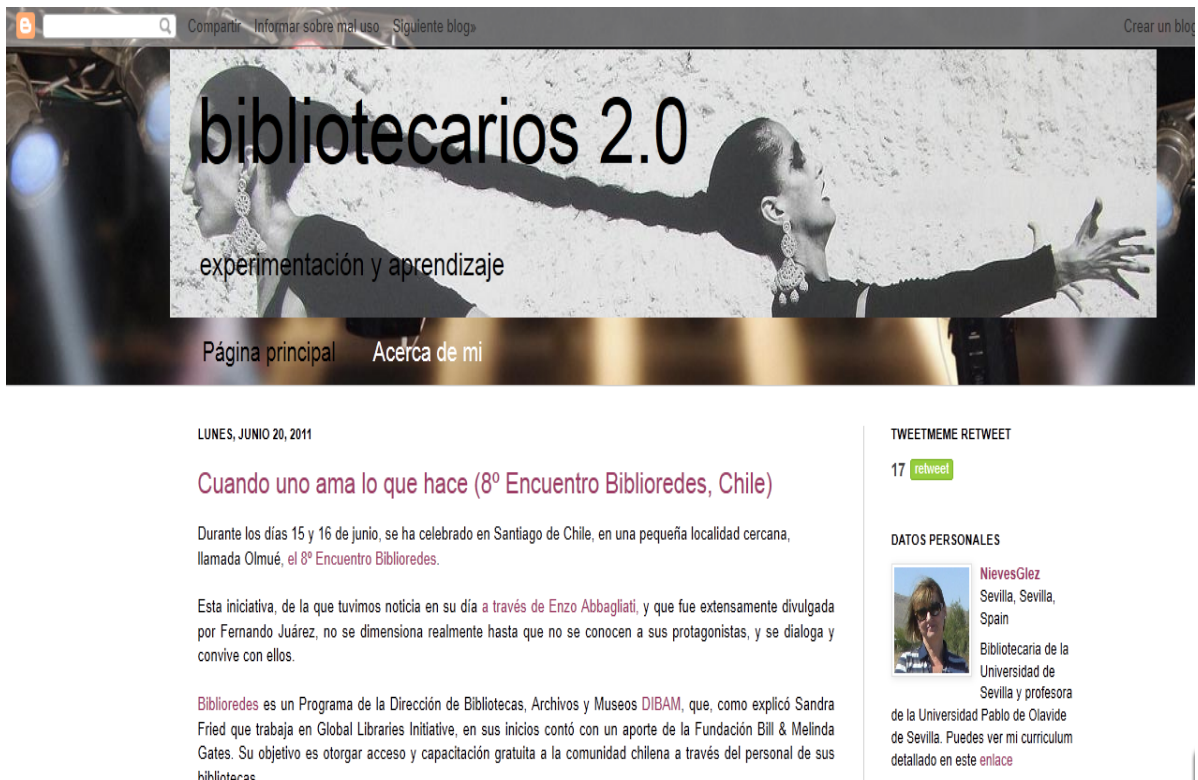 Compartir Informar sobre mal uso Siguiente blog» Crear un blog
bibliotecarios 2.0
experimentación y aprendizaje
Página principal Acerca de mi
LUNES, JUNIO 20, 2011
Cuando uno ama lo que hace (8º Encuentro Biblioredes, Chile)
Durante los días 15 y 16 de junio, se ha celebrado en Santiago de Chile, en una pequeña localidad cercana,
llamada Olmué, el 8º Encuentro Biblioredes.
Esta iniciativa, de la que tuvimos noticia en su día a través de Enzo Abbagliati, y que fue extensamente divulgada
por Fernando Juárez, no se dimensiona realmente hasta que no se conocen a sus protagonistas, y se dialoga y
convive con ellos.
Biblioredes es un Programa de la Dirección de Bibliotecas, Archivos y Museos DIBAM, que, como explicó Sandra
Fried que trabaja en Global Libraries Initiative, en sus inicios contó con un aporte de la Fundación Bill & Melinda
Gates. Su objetivo es otorgar acceso y capacitación gratuita a la comunidad chilena a través del personal de sus
bibliotecas
TWEETMEME RETWEET
17 retweet
DATOS PERSONALES
NievesGlez
Sevilla, Sevilla,
Spain
Bibliotecaria de la
Universidad de
Sevilla y profesora
de la Universidad Pablo de Olavide
de Sevilla. Puedes ver mi curriculum
detallado en este enlace